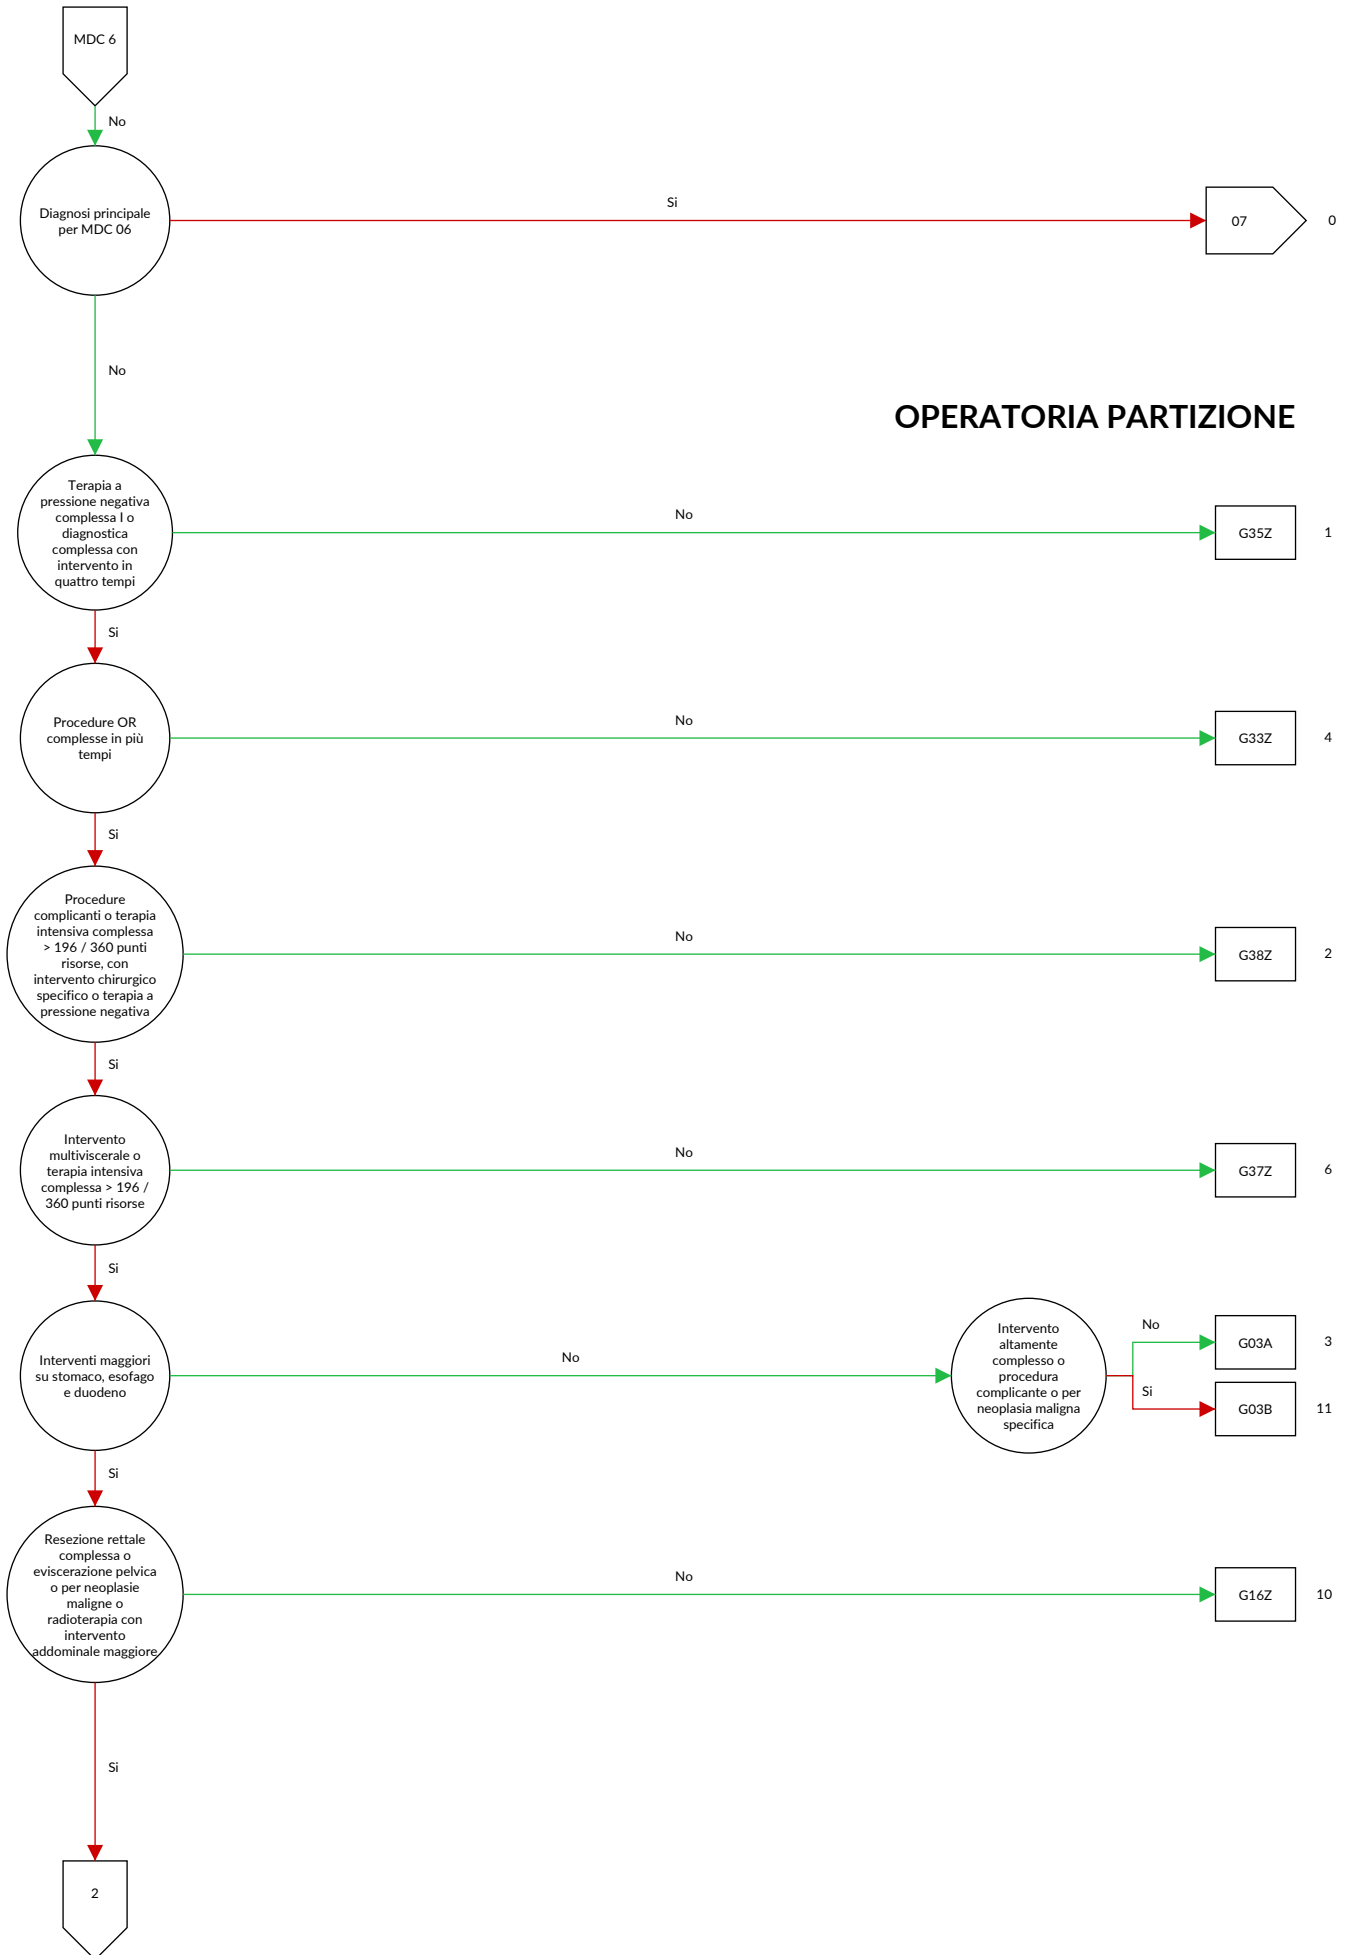 MDC 6
No
Diagnosi principale
per MDC 06
Si
07
0
No
OPERATORIA PARTIZIONE
Terapia a
pressione negativa
complessa I o
diagnostica
complessa con
intervento in
quattro tempi
No
G35Z
1
Si
Procedure OR
complesse in più
tempi
No
G33Z
4
Si
Procedure
complicanti o terapia
intensiva complessa
> 196 / 360 punti
risorse, con
intervento chirurgico
specifico o terapia a
pressione negativa
No
G38Z
2
Si
Intervento
multiviscerale o
terapia intensiva
complessa > 196 /
360 punti risorse
No
G37Z
6
Si
Interventi maggiori
su stomaco, esofago
e duodeno
No
Intervento
altamente
complesso o
procedura
complicante o per
neoplasia maligna
specifica
No
G03A
3
Si
G03B
11
Si
Resezione rettale
complessa o
eviscerazione pelvica
o per neoplasie
maligne o
radioterapia con
intervento
addominale maggiore
No
G16Z
10
Si
2